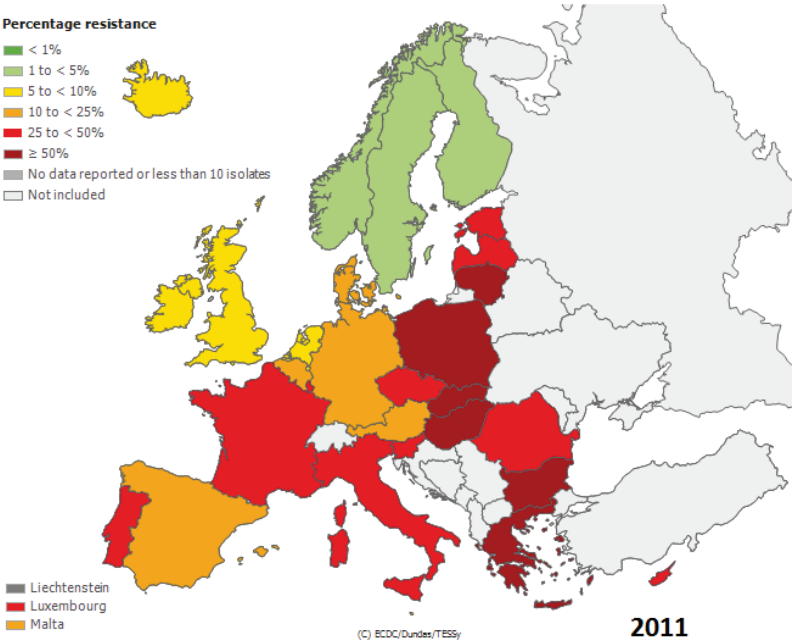 Percentage resistance
< 1%
1 to < 5%
5 to < 10%
10 to < 25%
25 to < 50%
≥ 50%
No data reported or less than 10 isolates
Not included
Liechtenstein
Luxembourg
Malta
(C) ECDC/Dundas/TESSy
2011